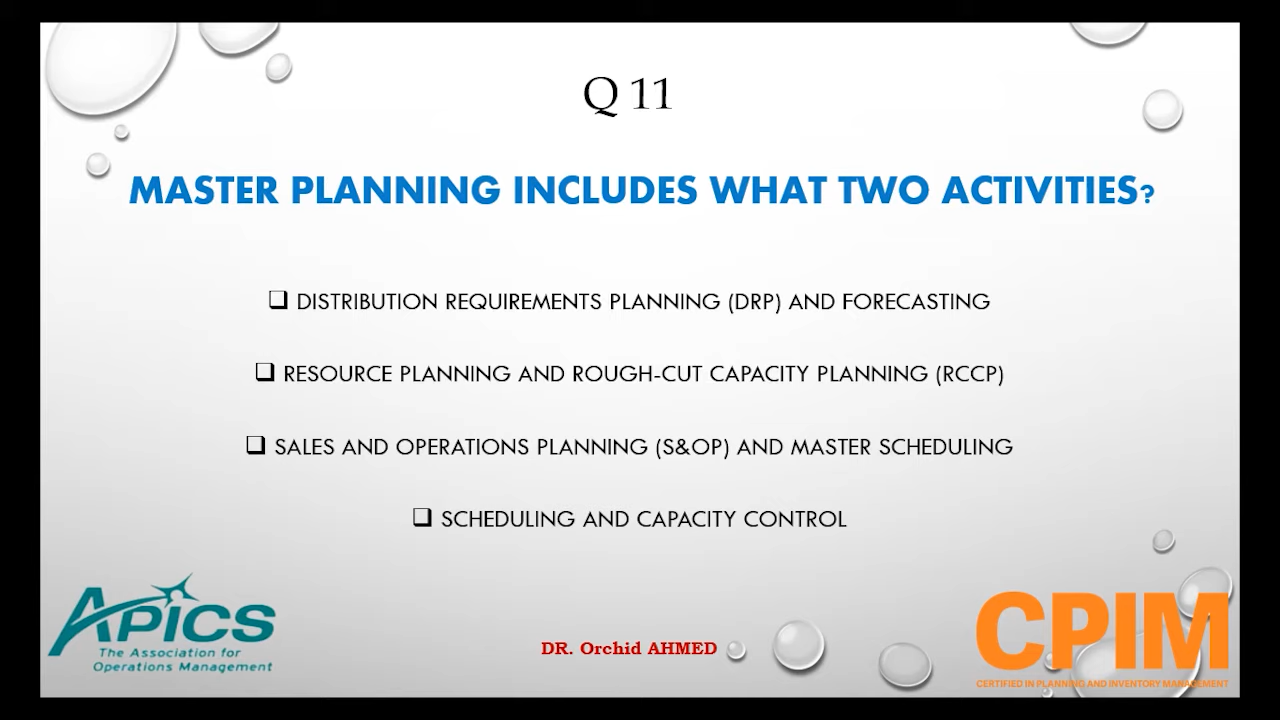 Q 11
MASTER PLANNING INCLUDES WHAT TWO ACTIVITIES?
❑ DISTRIBUTION REQUIREMENTS PLANNING (DRP) AND FORECASTING
❑ RESOURCE PLANNING AND ROUGH-CUT CAPACITY PLANNING (RCCP)
❑ SALES AND OPERATIONS PLANNING (S&OP) AND MASTER SCHEDULING
❑ SCHEDULING AND CAPACITY CONTROL
APICS
The Association for
Operations Management
DR. Orchid AHMED
CPIM
CERTIFIED IN PLANNING AND INVENTORY MANAGEMENT